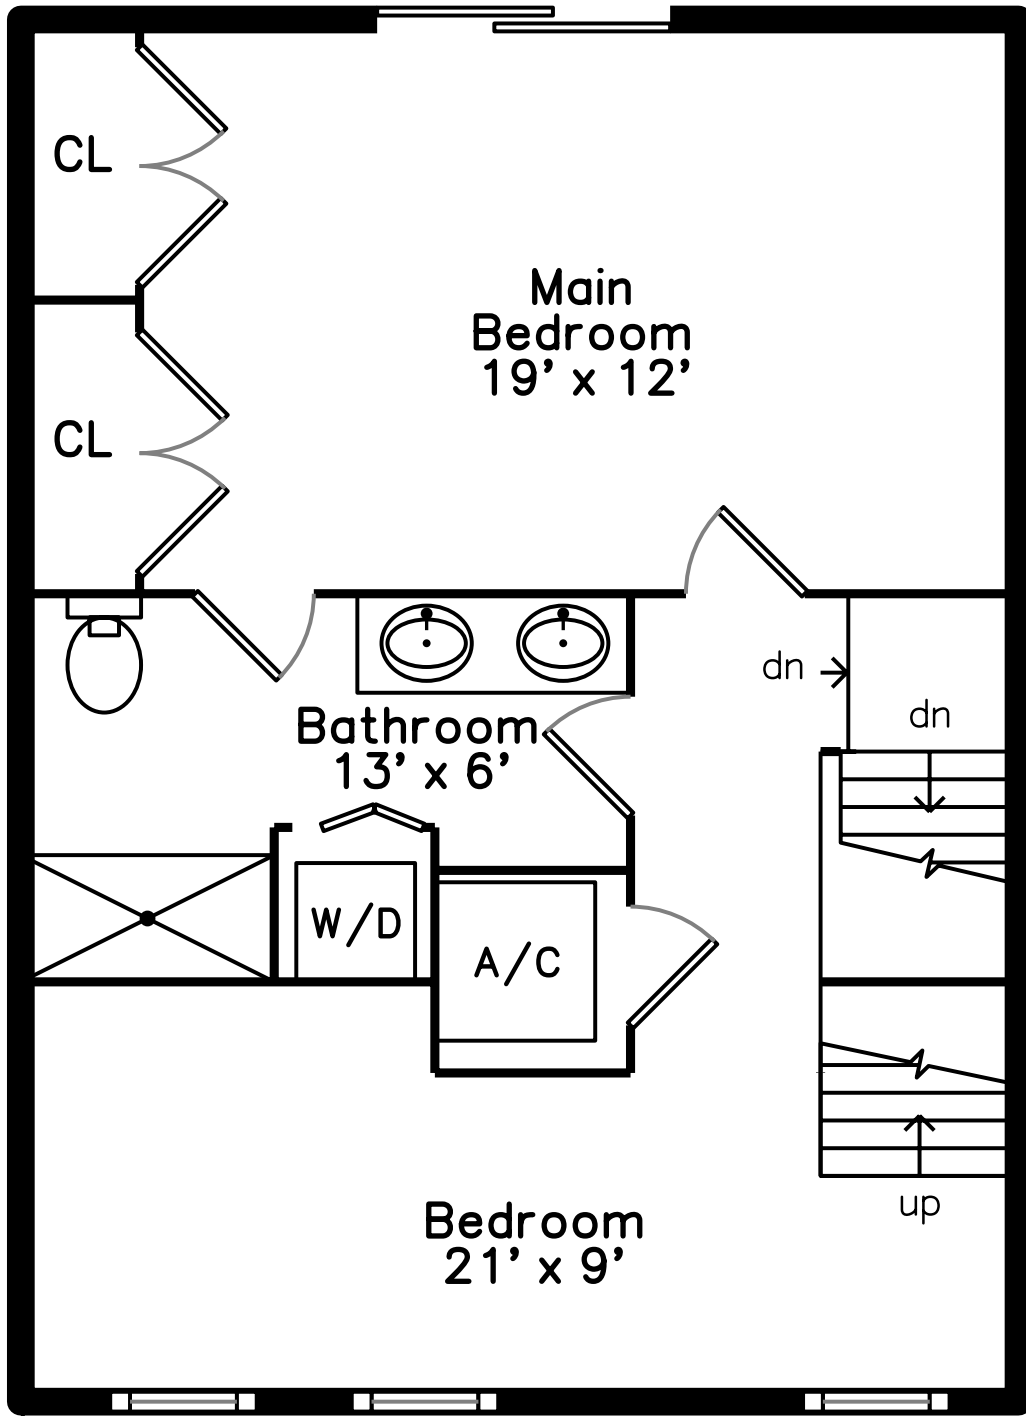 CL
Main
Bedroom
19' x 12'
CL
dn
dn
Bathroom
13' x 6'
W/D
A/C
up
Bedroom
21' x 9'